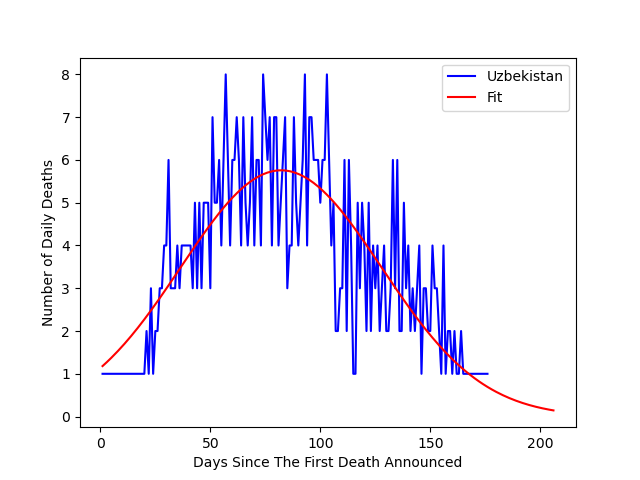 Uzbekistan
Fit
Number of Daily Deaths
8
7
6
5
4
3
2
1
0
0 50 100 150 200
Days Since The First Death Announced